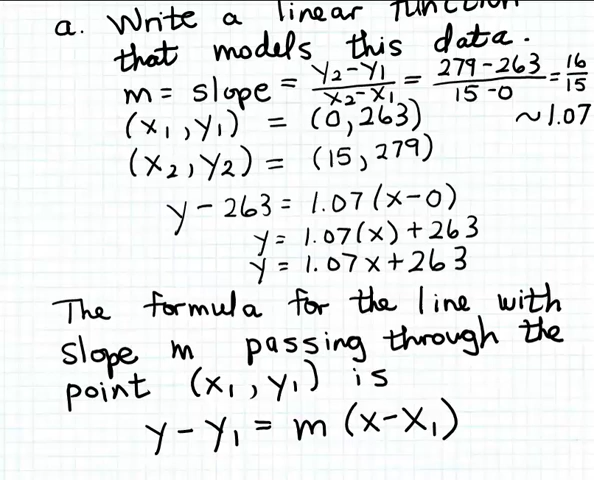 a. Write a linear function
that models this data.
m = slope = y₂-y₁/x₂-x₁ = 279-263/15-0 = 16/15
(x₁, y₁) = (0, 263) ~1.07
(x₂, y₂) = (15, 279)
y - 263 = 1.07(x-0)
y = 1.07(x) + 263
y = 1.07x + 263
The formula for the line with
slope m passing through the
point (x₁, y₁) is
y - y₁ = m (x-x₁)